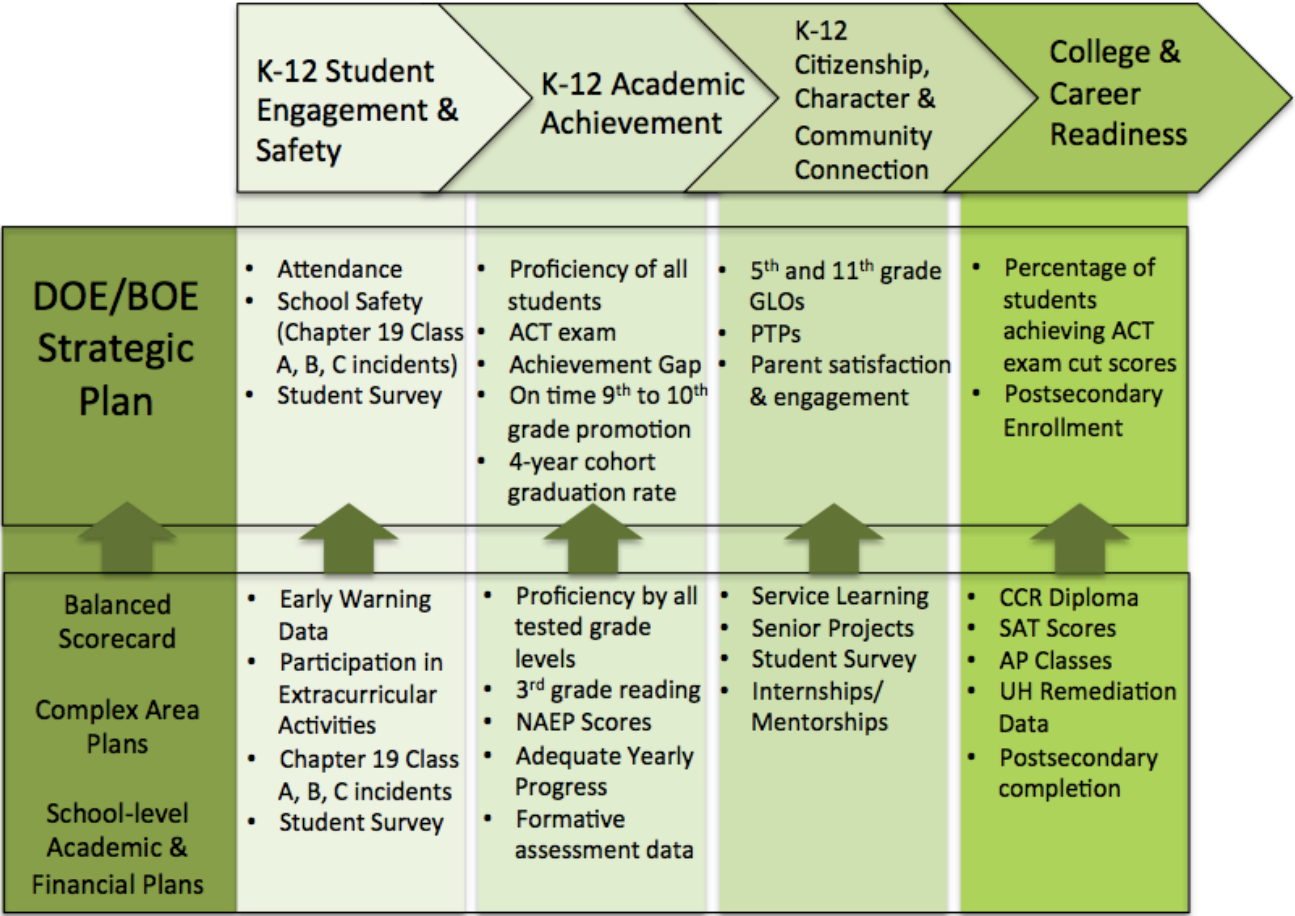 K-12 Student
Engagement &
Safety
K-12 Academic
Achievement
K-12
Citizenship,
Character &
Community
Connection
College &
Career
Readiness
DOE/BOE
Strategic
Plan
• Attendance
• School Safety
(Chapter 19 Class
A, B, C incidents)
• Student Survey
• Proficiency of all
students
• ACT exam
• Achievement Gap
• On time 9th to 10th
grade promotion
• 4-year cohort
graduation rate
• 5th and 11th grade
GLOs
• PTPs
• Parent satisfaction
& engagement
• Percentage of
students
achieving ACT
exam cut scores
• Postsecondary
Enrollment
Balanced
Scorecard
Complex Area
Plans
School-level
Academic &
Financial Plans
• Early Warning
Data
• Participation in
Extracurricular
Activities
• Chapter 19 Class
A, B, C incidents
• Student Survey
• Proficiency by all
tested grade
levels
• 3rd grade reading
• NAEP Scores
• Adequate Yearly
Progress
• Formative
assessment data
• Service Learning
• Senior Projects
• Student Survey
• Internships/
Mentorships
• CCR Diploma
• SAT Scores
• AP Classes
• UH Remediation
Data
• Postsecondary
completion